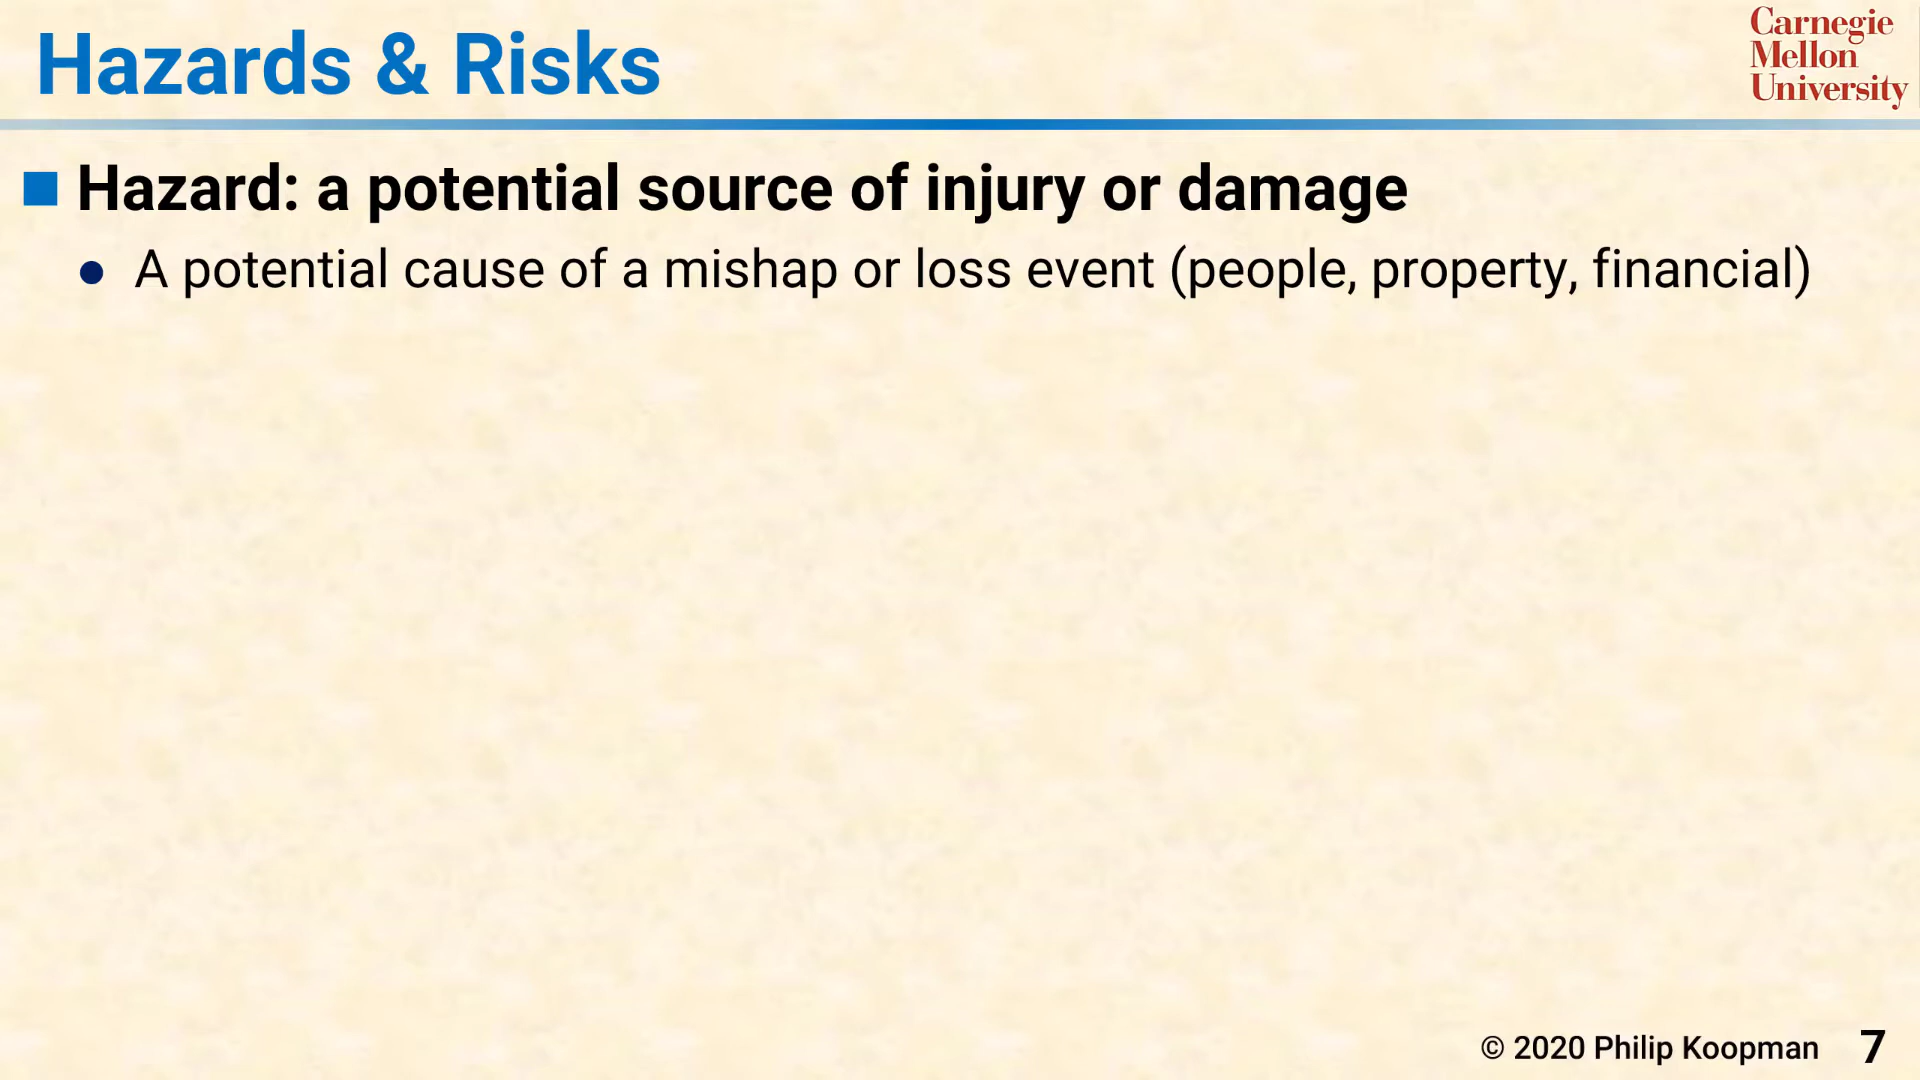 Hazards & Risks
Carnegie
Mellon
University
Hazard: a potential source of injury or damage
A potential cause of a mishap or loss event (people, property, financial)
© 2020 Philip Koopman 7